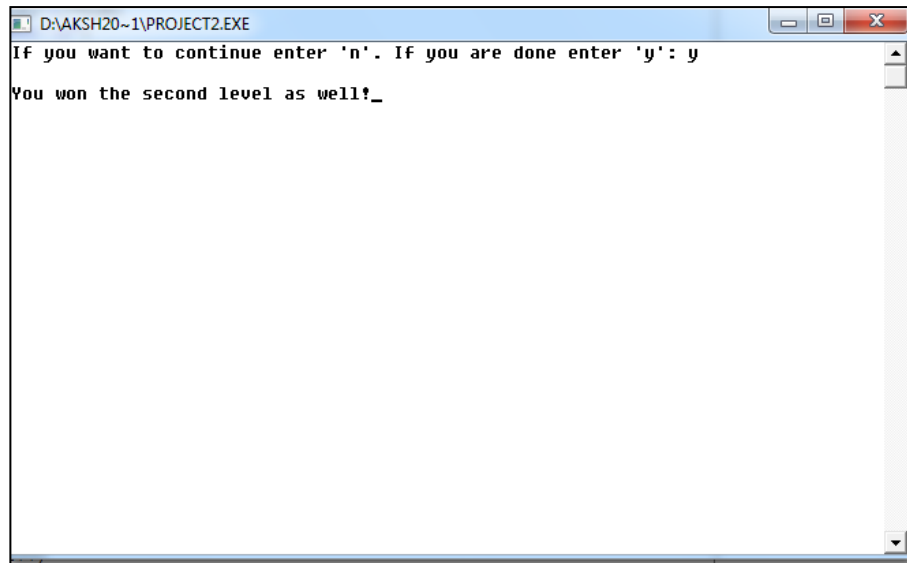 D:\AKSH20~1\PROJECT2.EXE
If you want to continue enter 'n'. If you are done enter 'y': y
You won the second level as well!_